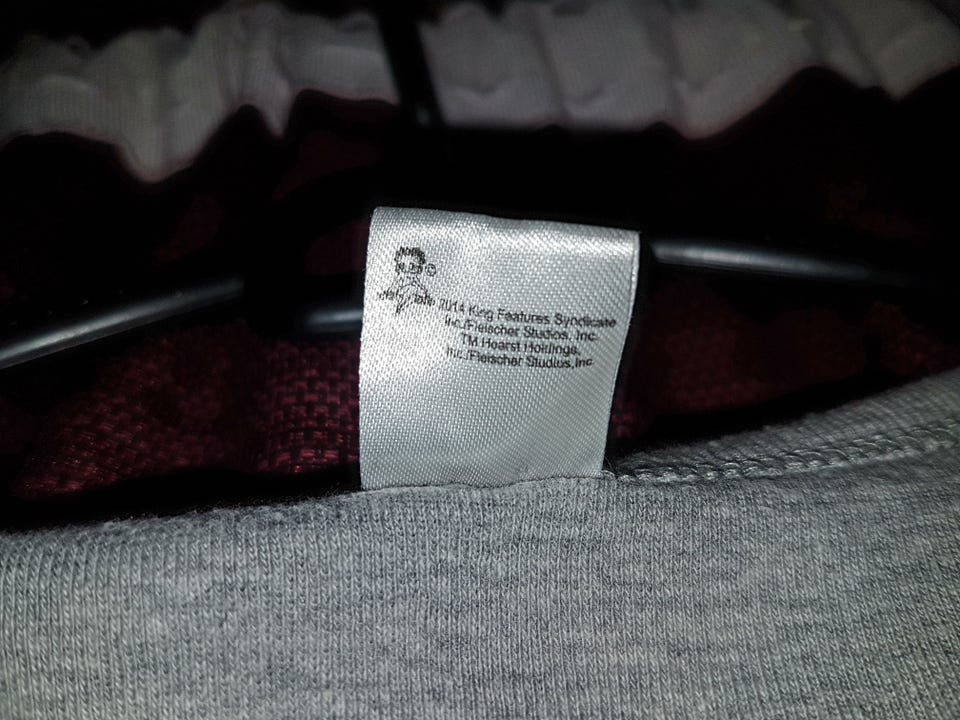 © 2014 King Features Syndicate
Inc./Fleischer Studios, Inc.
TM Hearst Holdings,
Inc./Fleischer Studios,Inc.